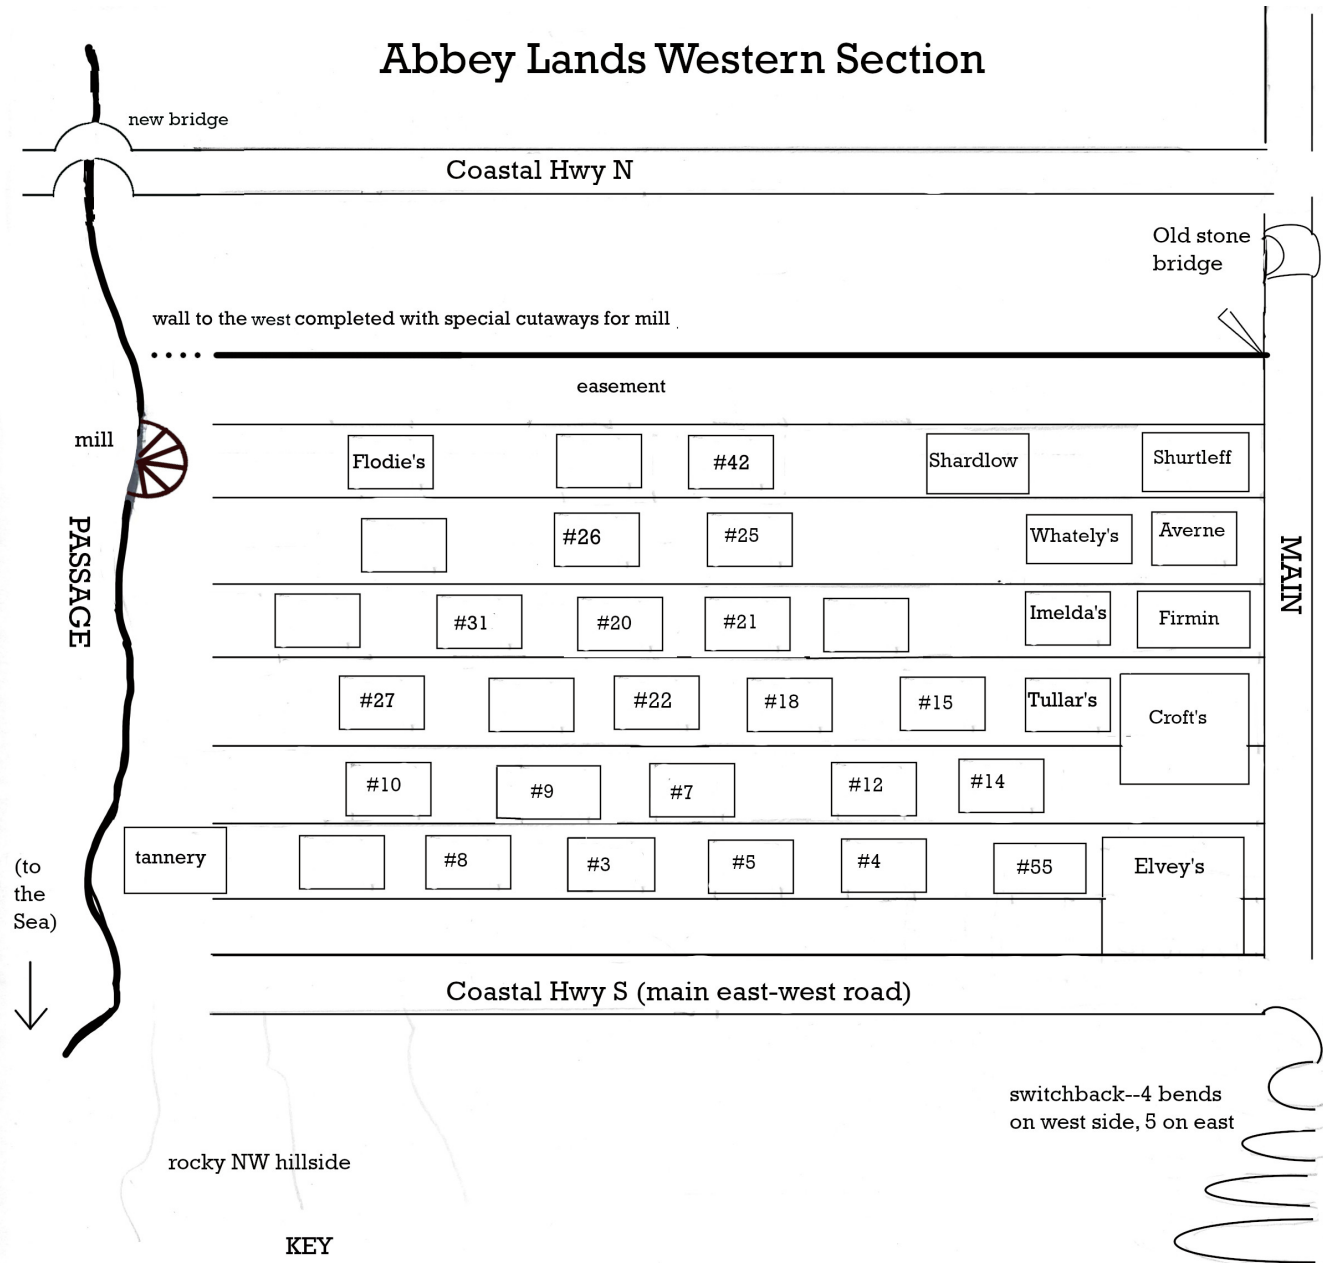 Abbey Lands Western Section
new bridge
Coastal Hwy N
Old stone
bridge
wall to the west completed with special cutaways for mill
easement
mill
Flodie's
#42
Shardlow
Shurtleff
PASSAGE
#26
#25
Whately's
Averne
MAIN
#31
#20
#21
Imelda's
Firmin
#27
#22
#18
#15
Tullar's
Croft's
#10
#9
#7
#12
#14
tannery
#8
#3
#5
#4
#55
Elvey's
(to
the
Sea)
Coastal Hwy S (main east-west road)
switchback--4 bends
on west side, 5 on east
rocky NW hillside
KEY